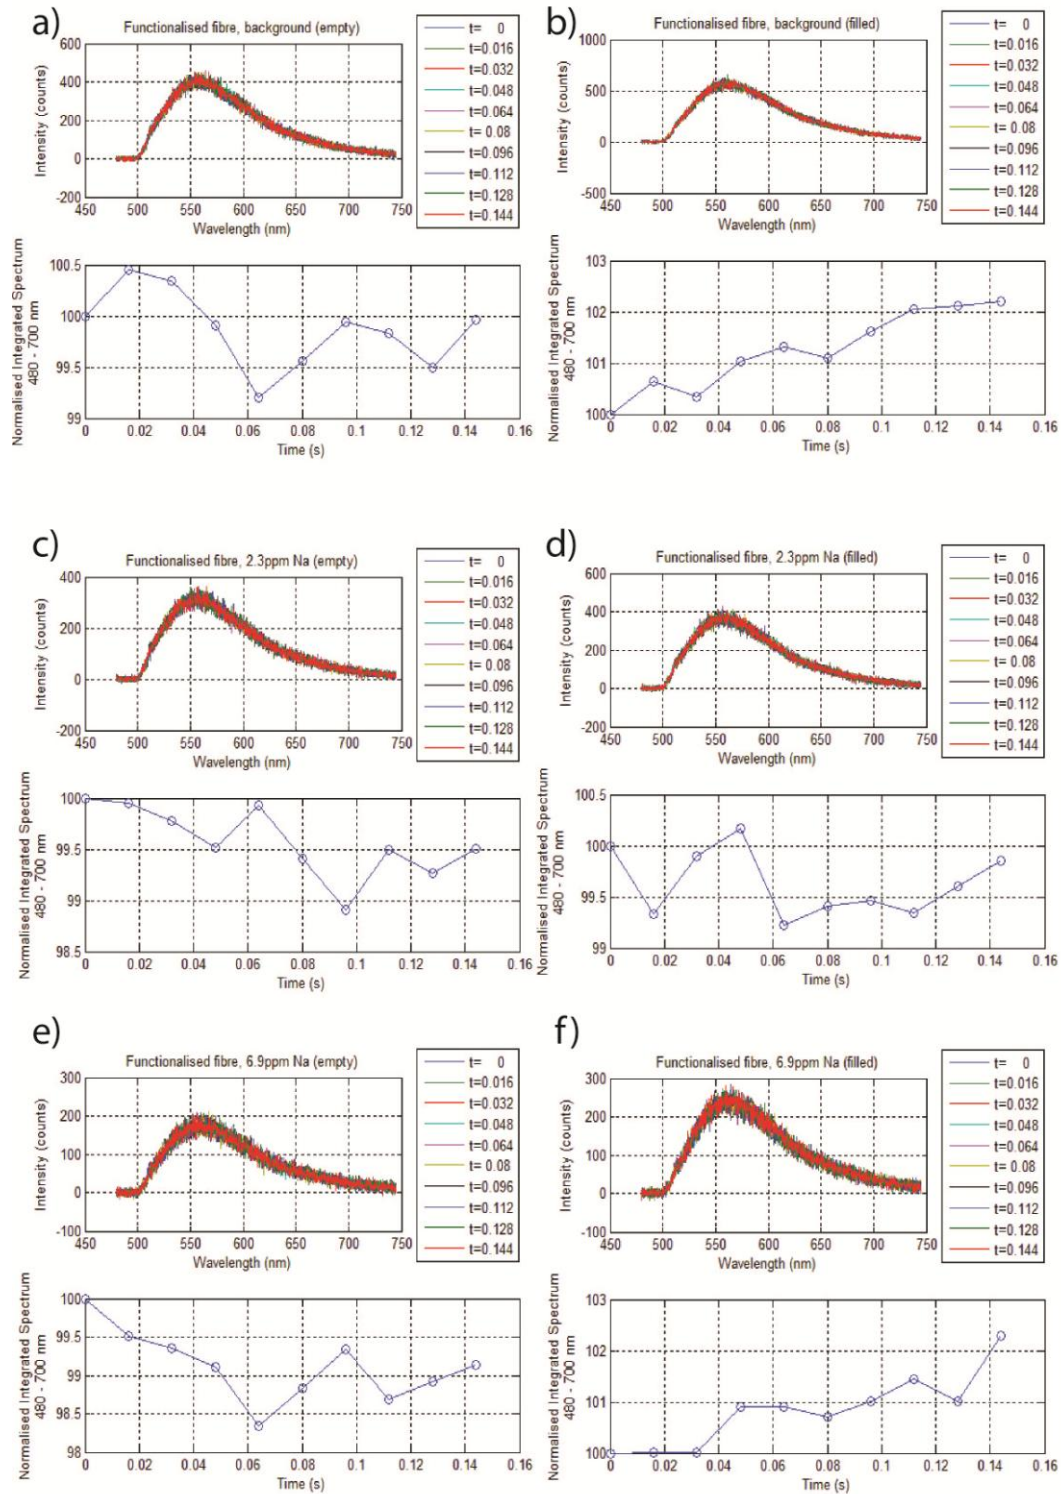 a)
Functionalised fibre, background (empty)
600
400
200
0
-200
450 500 550 600 650 700 750
Intensity (counts)
Wavelength (nm)
t= 0
t=0.016
t=0.032
t=0.048
t=0.064
t= 0.08
t=0.096
t=0.112
t=0.128
t=0.144
Normalised Integrated Spectrum
480 - 700 nm
100.5
100
99.5
99
0 0.02 0.04 0.06 0.08 0.1 0.12 0.14 0.16
Time (s)
b)
Functionalised fibre, background (filled)
1000
500
0
-500
450 500 550 600 650 700 750
Intensity (counts)
Wavelength (nm)
t= 0
t=0.016
t=0.032
t=0.048
t=0.064
t= 0.08
t=0.096
t=0.112
t=0.128
t=0.144
Normalised Integrated Spectrum
480 - 700 nm
103
102
101
100
0 0.02 0.04 0.06 0.08 0.1 0.12 0.14 0.16
Time (s)
c)
Functionalised fibre, 2.3ppm Na (empty)
400
200
0
-200
450 500 550 600 650 700 750
Intensity (counts)
Wavelength (nm)
t= 0
t=0.016
t=0.032
t=0.048
t=0.064
t= 0.08
t=0.096
t=0.112
t=0.128
t=0.144
Normalised Integrated Spectrum
480 - 700 nm
100
99.5
99
98.5
0 0.02 0.04 0.06 0.08 0.1 0.12 0.14 0.16
Time (s)
d)
Functionalised fibre, 2.3ppm Na (filled)
600
400
200
0
-200
450 500 550 600 650 700 750
Intensity (counts)
Wavelength (nm)
t= 0
t=0.016
t=0.032
t=0.048
t=0.064
t= 0.08
t=0.096
t=0.112
t=0.128
t=0.144
Normalised Integrated Spectrum
480 - 700 nm
100.5
100
99.5
99
0 0.02 0.04 0.06 0.08 0.1 0.12 0.14 0.16
Time (s)
e)
Functionalised fibre, 6.9ppm Na (empty)
300
200
100
0
-100
450 500 550 600 650 700 750
Intensity (counts)
Wavelength (nm)
t= 0
t=0.016
t=0.032
t=0.048
t=0.064
t= 0.08
t=0.096
t=0.112
t=0.128
t=0.144
Normalised Integrated Spectrum
480 - 700 nm
100
99.5
99
98.5
98
0 0.02 0.04 0.06 0.08 0.1 0.12 0.14 0.16
Time (s)
f)
Functionalised fibre, 6.9ppm Na (filled)
300
200
100
0
-100
450 500 550 600 650 700 750
Intensity (counts)
Wavelength (nm)
t= 0
t=0.016
t=0.032
t=0.048
t=0.064
t= 0.08
t=0.096
t=0.112
t=0.128
t=0.144
Normalised Integrated Spectrum
480 - 700 nm
103
102
101
100
0 0.02 0.04 0.06 0.08 0.1 0.12 0.14 0.16
Time (s)